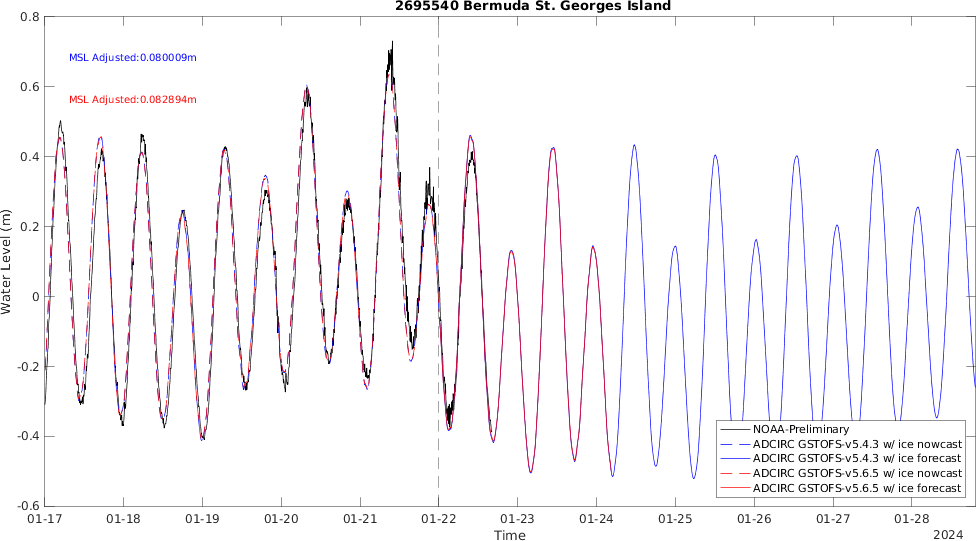 2695540 Bermuda St. Georges Island
MSL Adjusted:0.080009m
MSL Adjusted:0.082894m
Water Level (m)
0.8
0.6
0.4
0.2
0
-0.2
-0.4
-0.6
NOAA-Preliminary
ADCIRC GSTOFS-v5.4.3 w/ ice nowcast
ADCIRC GSTOFS-v5.4.3 w/ ice forecast
ADCIRC GSTOFS-v5.6.5 w/ ice nowcast
ADCIRC GSTOFS-v5.6.5 w/ ice forecast
01-17 01-18 01-19 01-20 01-21 01-22 01-23 01-24 01-25 01-26 01-27 01-28
Time
2024